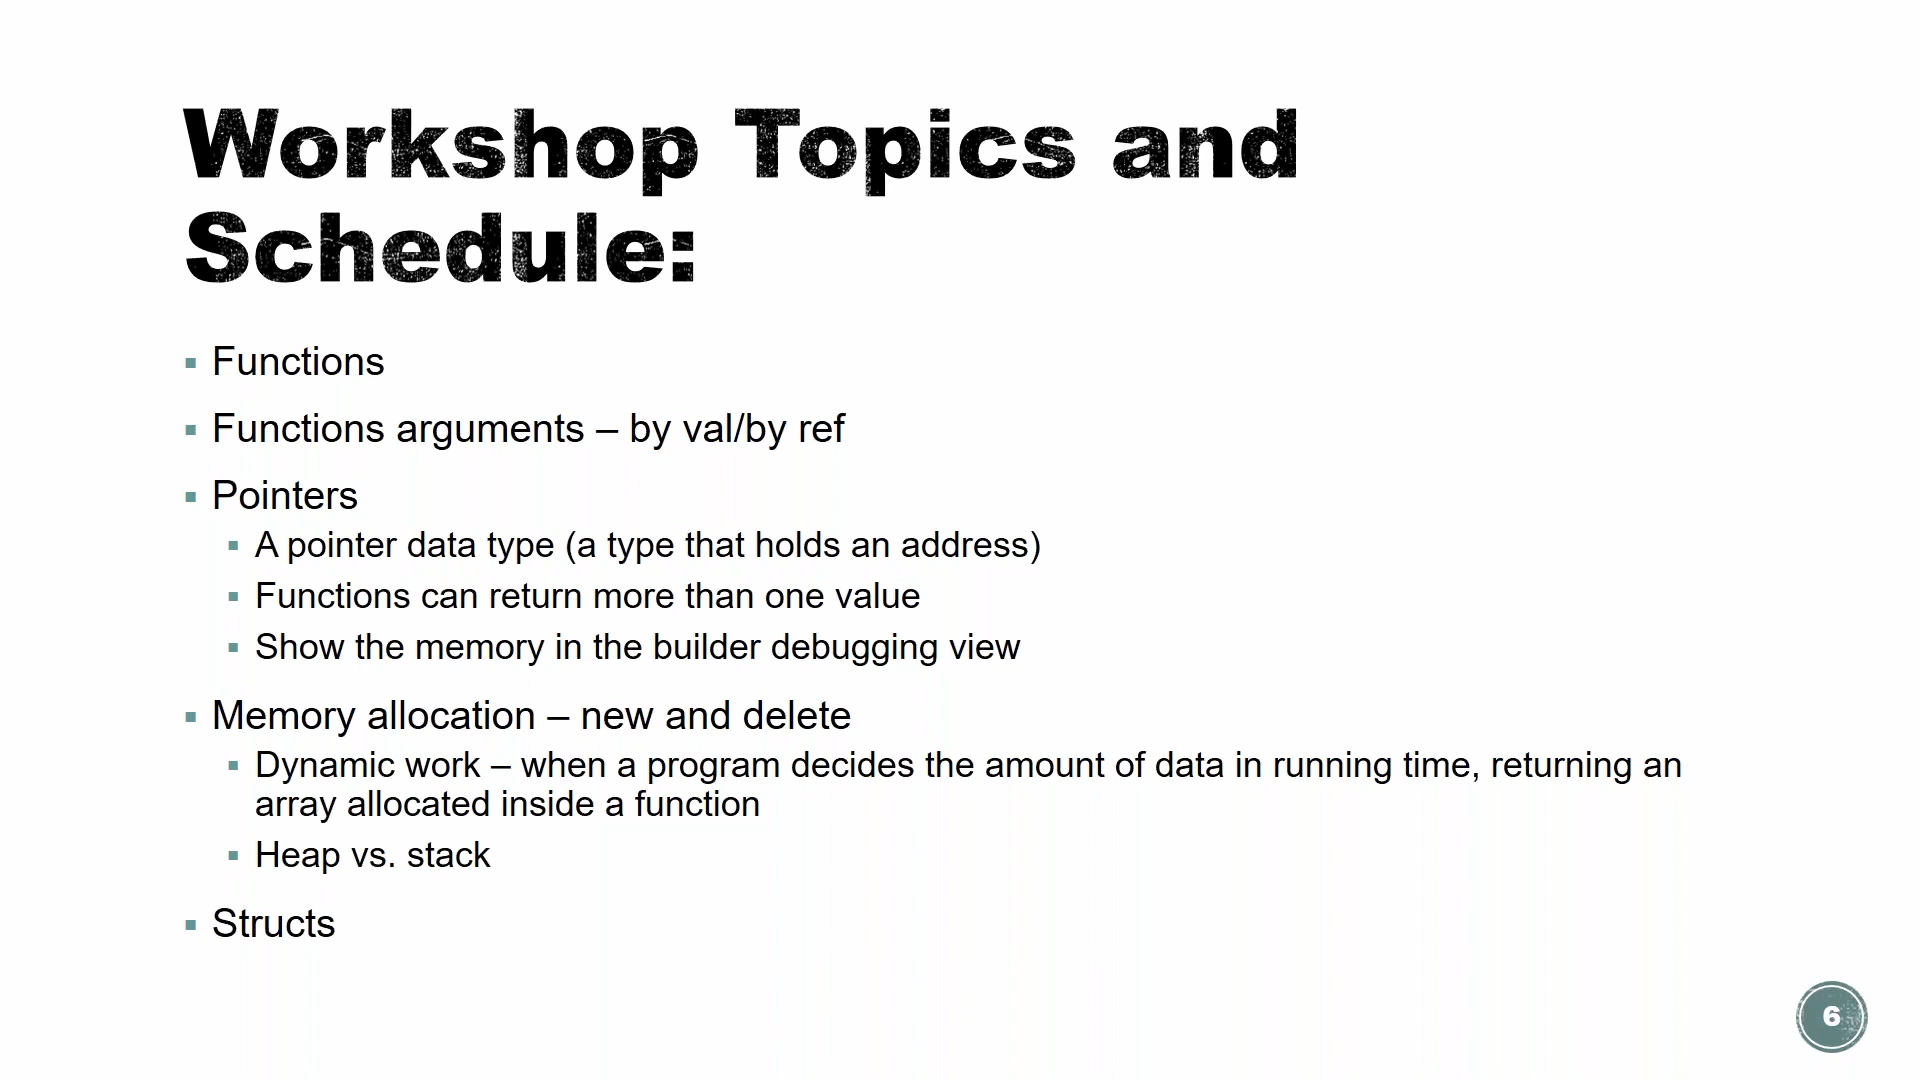 Workshop Topics and
Schedule:
▪ Functions
▪ Functions arguments – by val/by ref
▪ Pointers
▪ A pointer data type (a type that holds an address)
▪ Functions can return more than one value
▪ Show the memory in the builder debugging view
▪ Memory allocation – new and delete
▪ Dynamic work – when a program decides the amount of data in running time, returning an
array allocated inside a function
▪ Heap vs. stack
▪ Structs
6